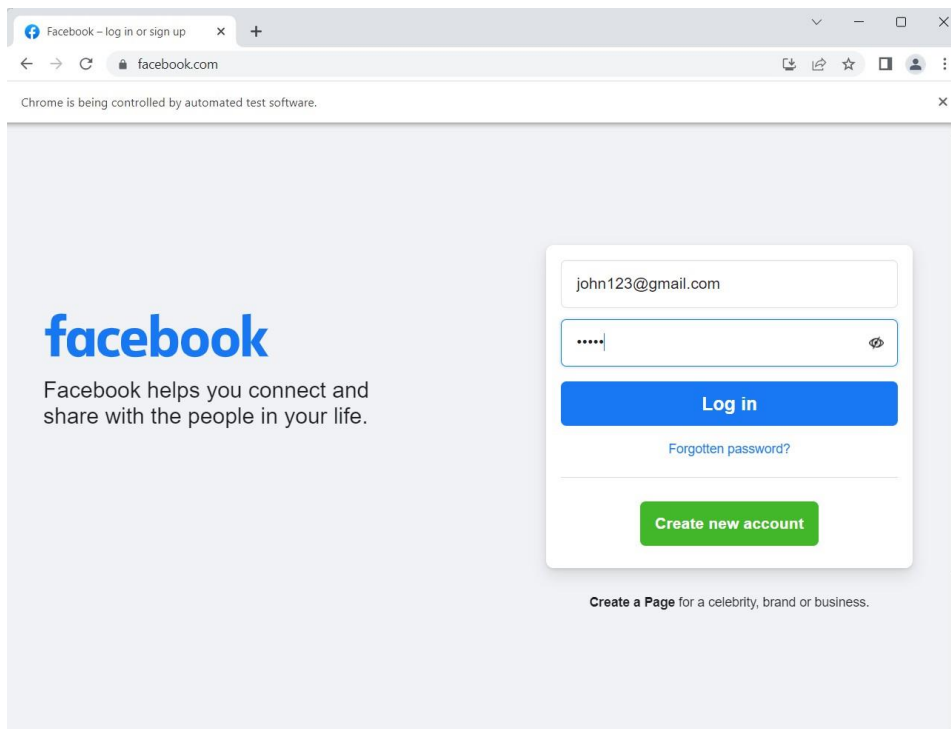 Facebook – log in or sign up
facebook.com
Chrome is being controlled by automated test software.
john123@gmail.com
•••••
facebook
Facebook helps you connect and
share with the people in your life.
Log in
Forgotten password?
Create new account
Create a Page for a celebrity, brand or business.